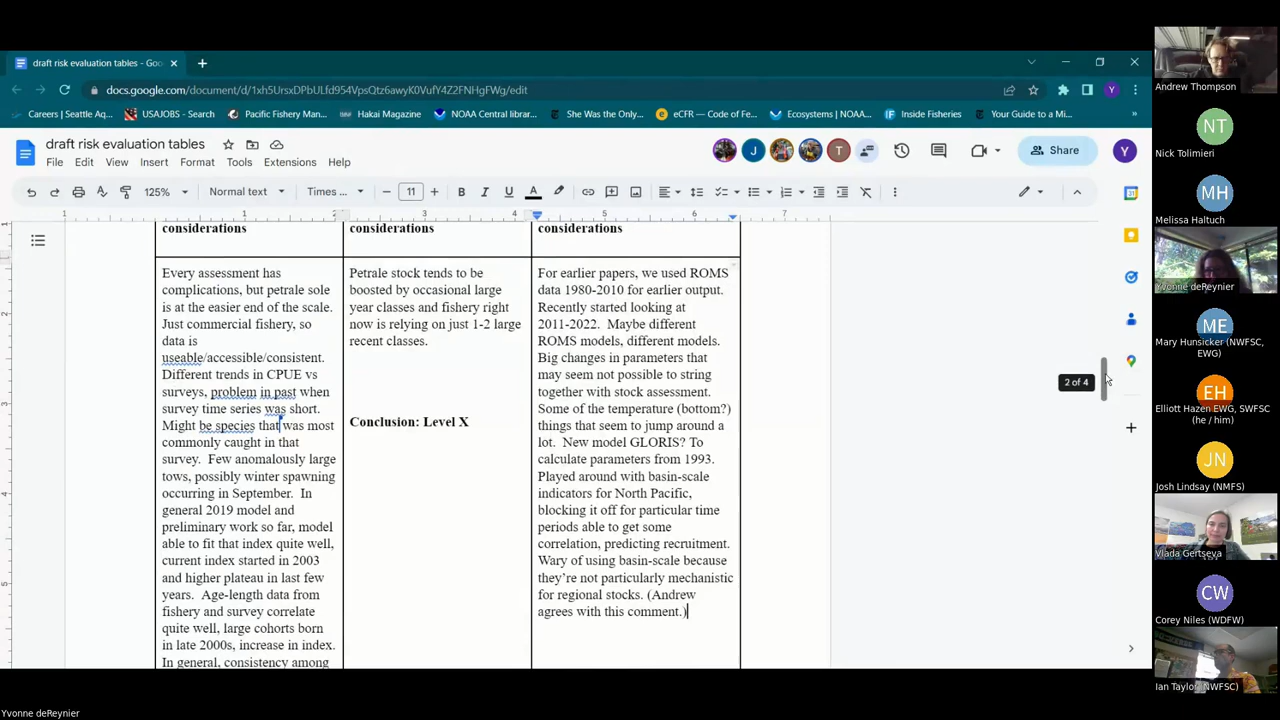 draft risk evaluation tables - Goo
docs.google.com/document/d/1xh5UrsxDPbULfd954VpsQtz6awyK0VufY4Z2FNHgFWg/edit
Careers | Seattle Aq...
USAJOBS - Search
Pacific Fishery Man...
Hakai Magazine
NOAA Central library...
She Was the Only...
eCFR — Code of Fe...
Ecosystems | NOAA...
Inside Fisheries
Your Guide to a Mi...
draft risk evaluation tables
File Edit View Insert Format Tools Extensions Help
Share
Y
125% Normal text Times ... 11
considerations
Every assessment has
complications, but petrale sole
is at the easier end of the scale.
Just commercial fishery, so
data is
useable/accessible/consistent.
Different trends in CPUE vs
surveys, problem in past when
survey time series was short.
Might be species that was most
commonly caught in that
survey. Few anomalously large
tows, possibly winter spawning
occurring in September. In
general 2019 model and
preliminary work so far, model
able to fit that index quite well,
current index started in 2003
and higher plateau in last few
years. Age-length data from
fishery and survey correlate
quite well, large cohorts born
in late 2000s, increase in index.
In general, consistency among
considerations
Petrale stock tends to be
boosted by occasional large
year classes and fishery right
now is relying on just 1-2 large
recent classes.
Conclusion: Level X
considerations
For earlier papers, we used ROMS
data 1980-2010 for earlier output.
Recently started looking at
2011-2022. Maybe different
ROMS models, different models.
Big changes in parameters that
may seem not possible to string
together with stock assessment.
Some of the temperature (bottom?)
things that seem to jump around a
lot. New model GLORIS? To
calculate parameters from 1993.
Played around with basin-scale
indicators for North Pacific,
blocking it off for particular time
periods able to get some
correlation, predicting recruitment.
Wary of using basin-scale because
they're not particularly mechanistic
for regional stocks. (Andrew
agrees with this comment.)
2 of 4
Andrew Thompson
NT
Nick Tolimieri
MH
Melissa Haltuch
Yvonne deReynier
ME
Mary Hunsicker (NWFSC,
EWG)
EH
Elliott Hazen EWG, SWFSC
(he / him)
JN
Josh Lindsay (NMFS)
Vlada Gertseva
CW
Corey Niles (WDFW)
Ian Taylor (NWFSC)
Yvonne deReynier